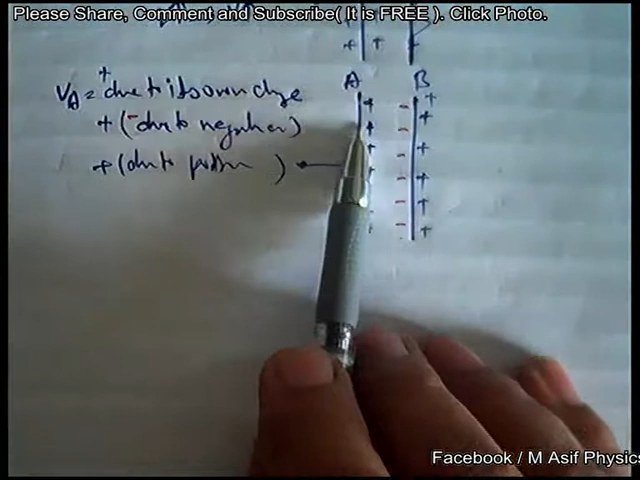 Please Share, Comment and Subscribe( It is FREE ). Click Photo.
+ + 
A B
VA = + due to its own charge
+ (- due to negative)
+ (due to positive )
+ - +
+ - +
+ - +
+ - +
+ - +
+ - +
Facebook / M Asif Physics